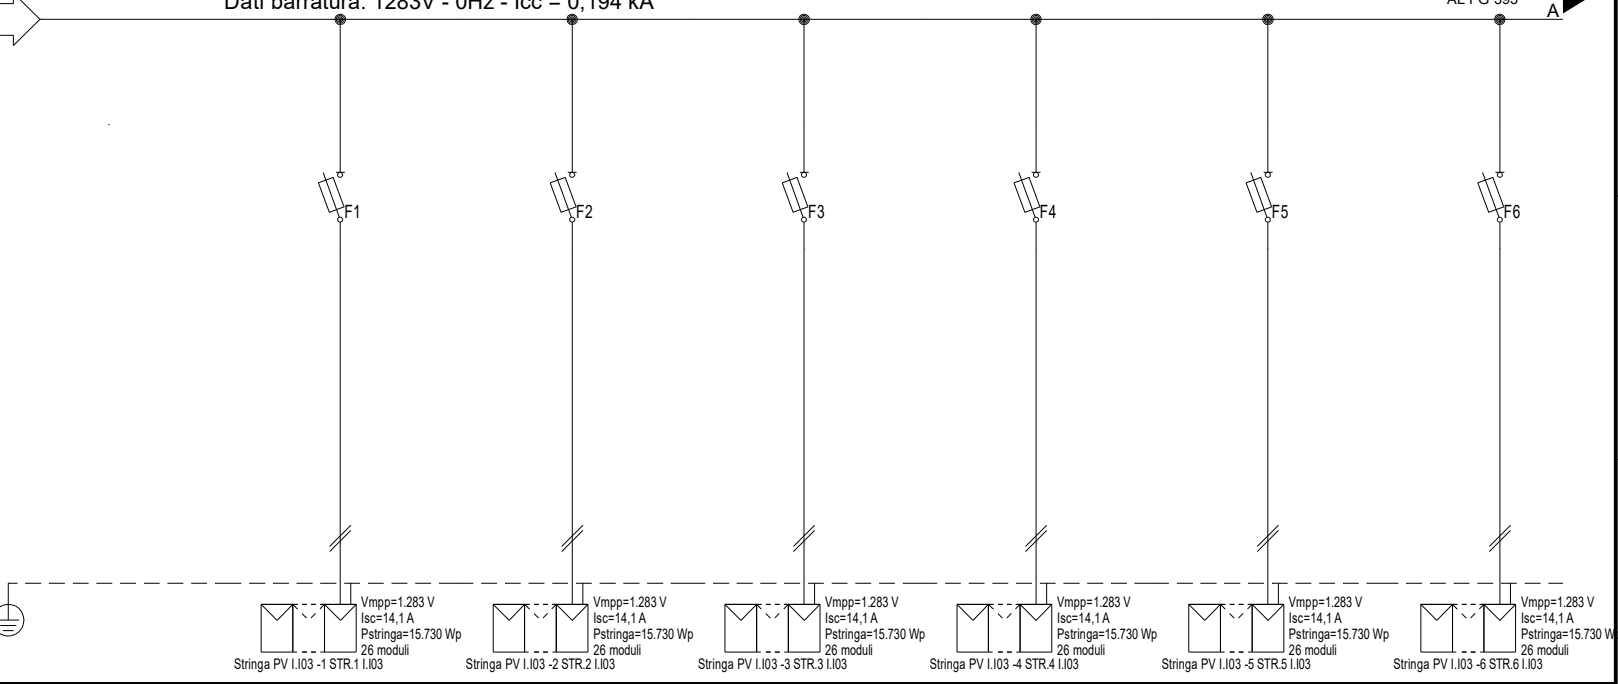 Dati barratura: 1283V - 0Hz - Icc = 0,194 kA
A
F1
F2
F3
F4
F5
F6
Vmpp=1.283 V
Isc=14,1 A
Pstringa=15.730 Wp
26 moduli
Stringa PV I.I03 -1 STR.1 I.I03
Vmpp=1.283 V
Isc=14,1 A
Pstringa=15.730 Wp
26 moduli
Stringa PV I.I03 -2 STR.2 I.I03
Vmpp=1.283 V
Isc=14,1 A
Pstringa=15.730 Wp
26 moduli
Stringa PV I.I03 -3 STR.3 I.I03
Vmpp=1.283 V
Isc=14,1 A
Pstringa=15.730 Wp
26 moduli
Stringa PV I.I03 -4 STR.4 I.I03
Vmpp=1.283 V
Isc=14,1 A
Pstringa=15.730 Wp
26 moduli
Stringa PV I.I03 -5 STR.5 I.I03
Vmpp=1.283 V
Isc=14,1 A
Pstringa=15.730 W
26 moduli
Stringa PV I.I03 -6 STR.6 I.I03